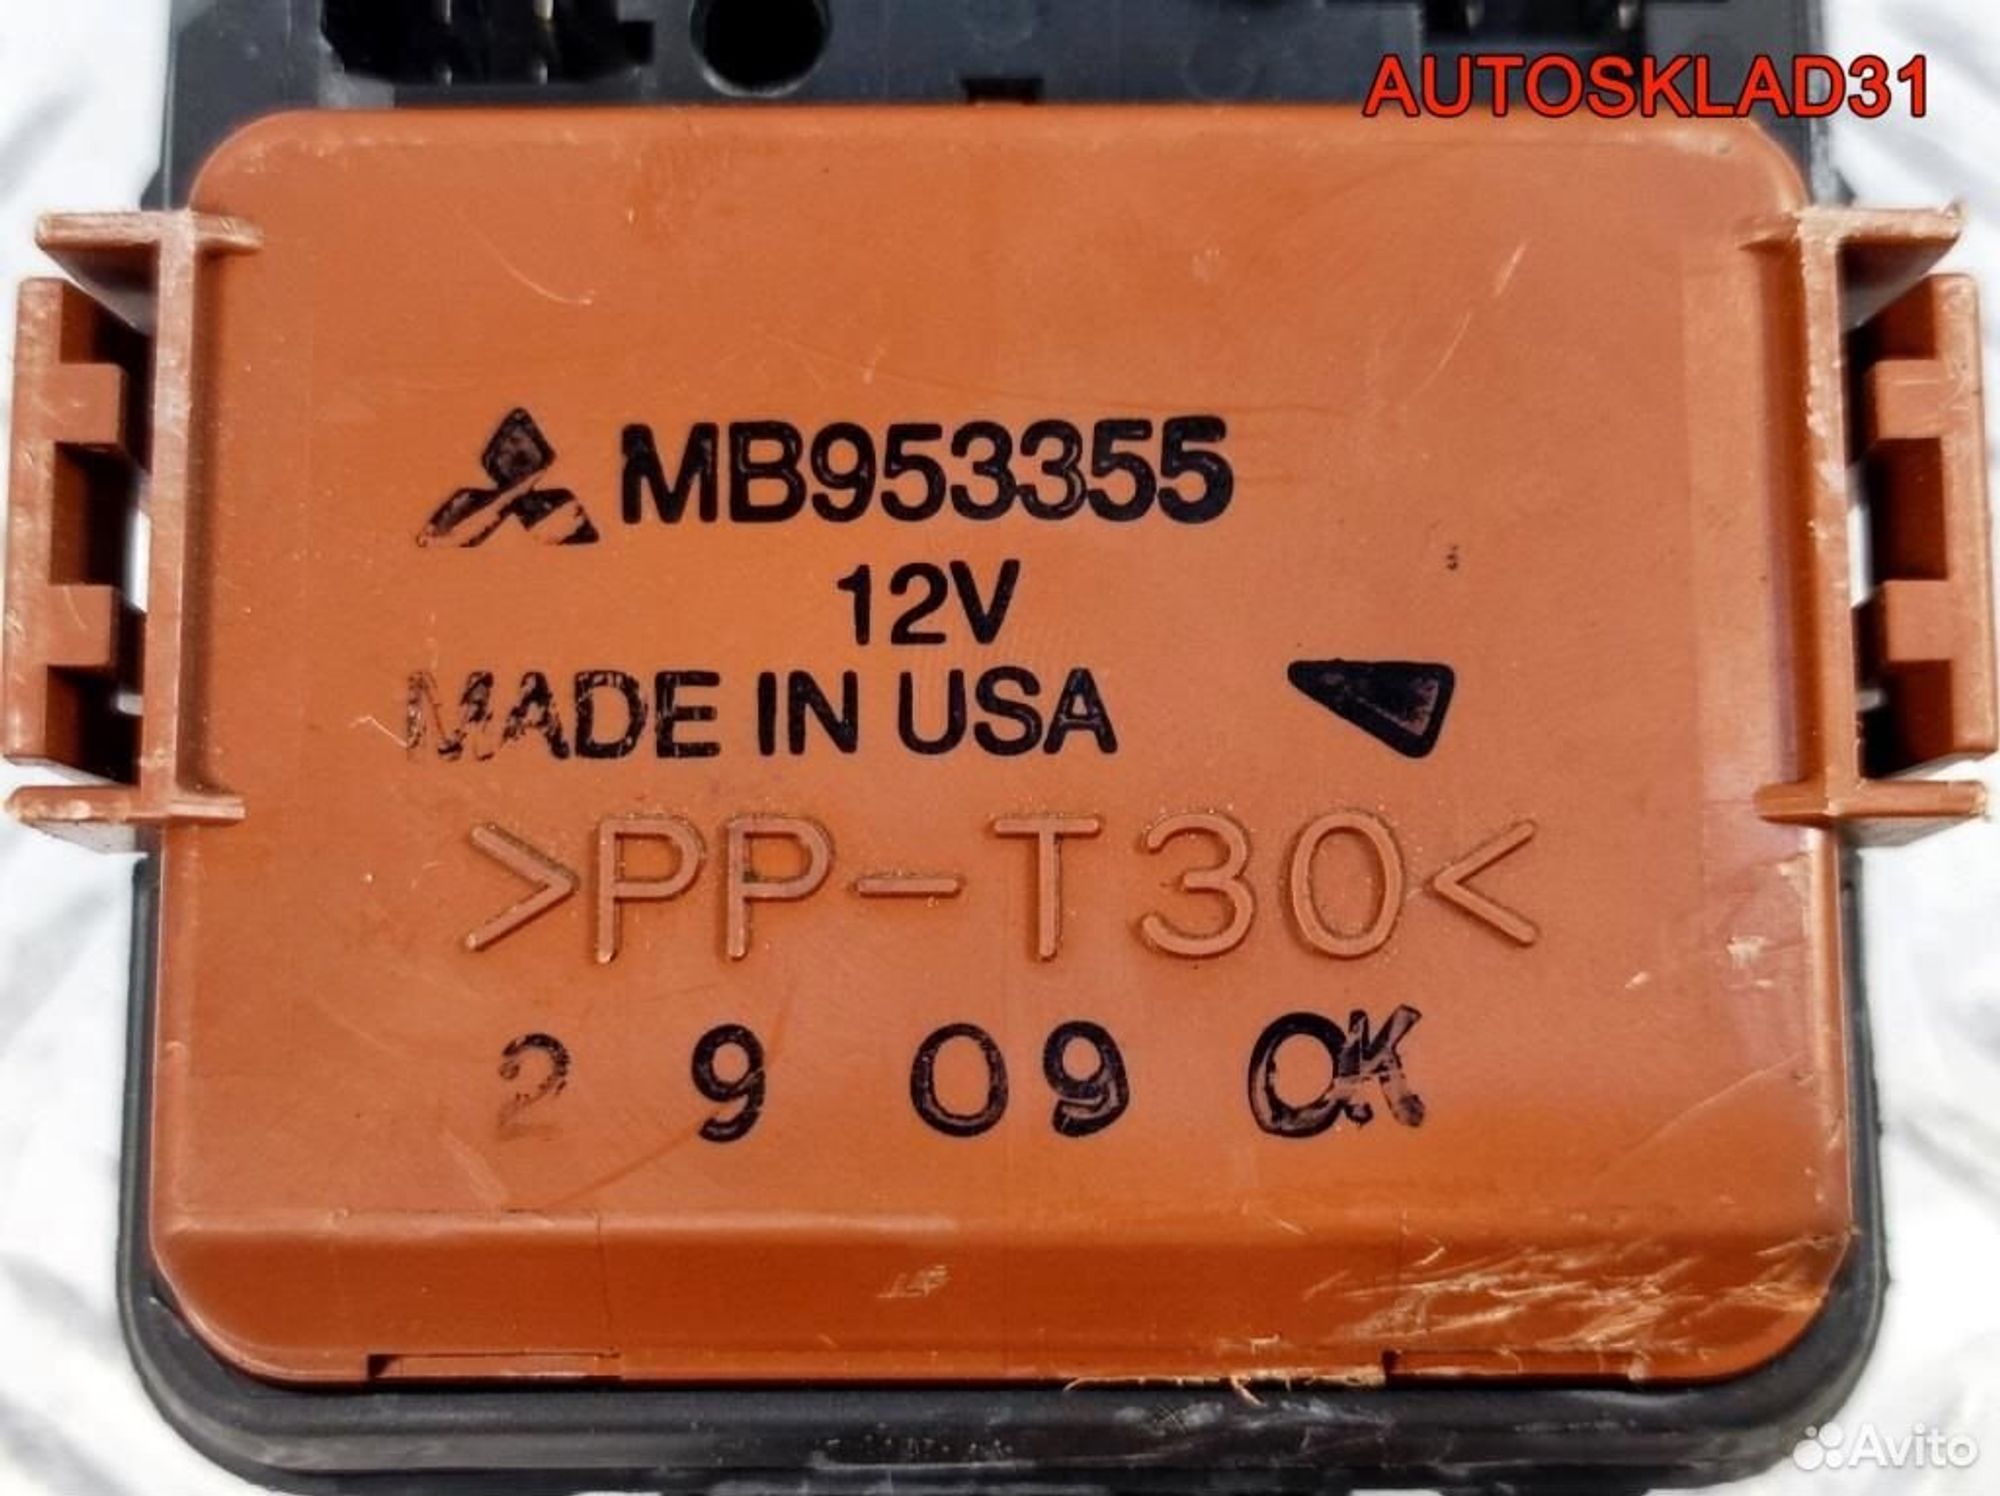 AUTOSKLAD31
MB953355
12V
MADE IN USA
>PP-T30<
2 9 09 OK
Avito